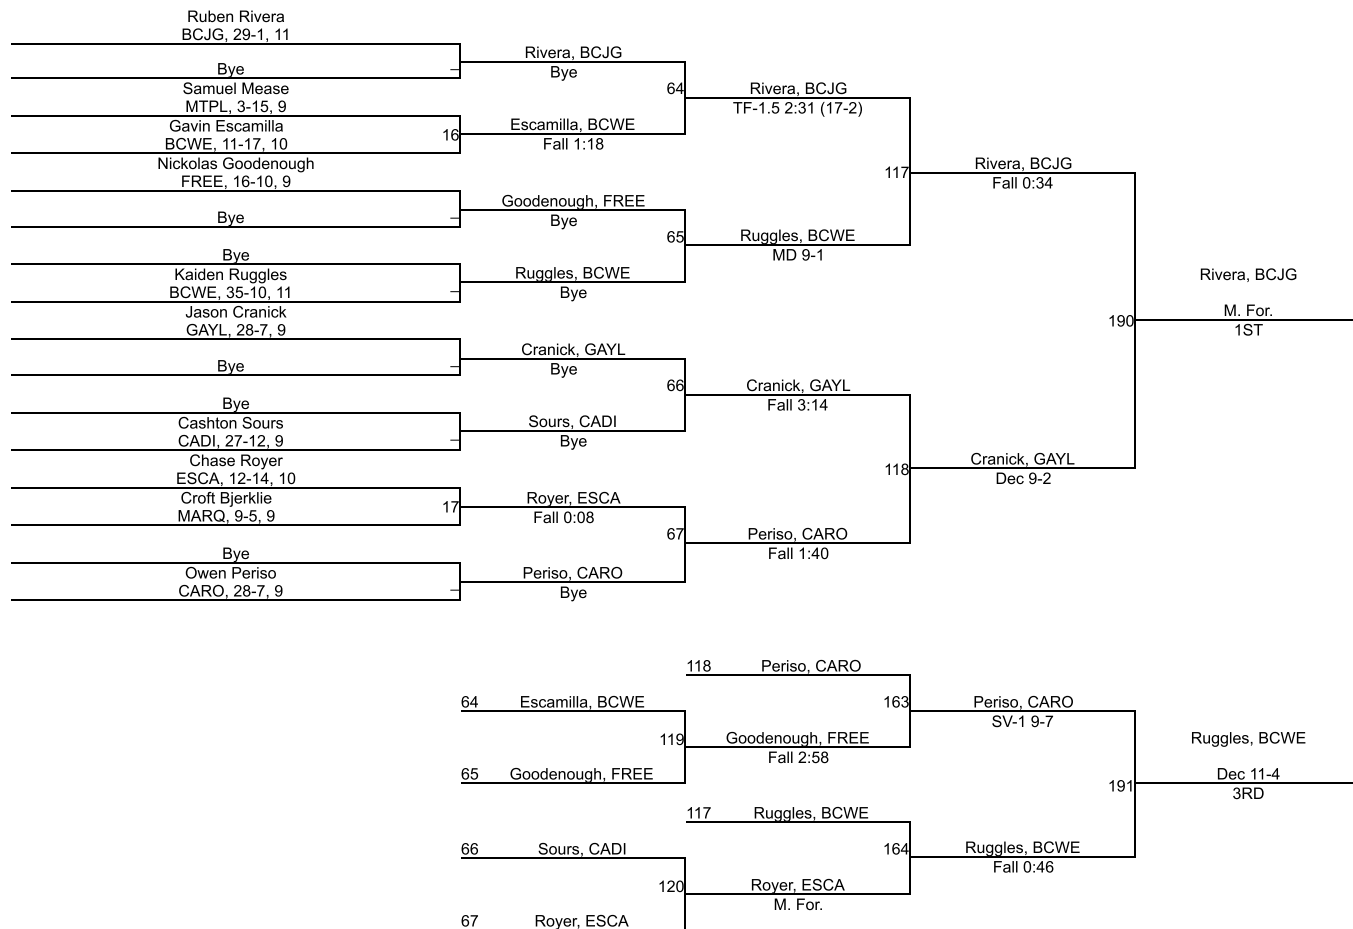 Ruben Rivera
BCJG, 29-1, 11
Bye
Samuel Mease
MTPL, 3-15, 9
Gavin Escamilla
BCWE, 11-17, 10
Nickolas Goodenough
FREE, 16-10, 9
Bye
Bye
Kaiden Ruggles
BCWE, 35-10, 11
Jason Cranick
GAYL, 28-7, 9
Bye
Bye
Cashton Sours
CADI, 27-12, 9
Chase Royer
ESCA, 12-14, 10
Croft Bjerklie
MARQ, 9-5, 9
Bye
Owen Periso
CARO, 28-7, 9
Rivera, BCJG
Bye
16
Escamilla, BCWE
Fall 1:18
Goodenough, FREE
Bye
Ruggles, BCWE
Bye
Cranick, GAYL
Bye
Sours, CADI
Bye
17
Royer, ESCA
Fall 0:08
Periso, CARO
Bye
64
Rivera, BCJG
TF-1.5 2:31 (17-2)
65
Ruggles, BCWE
MD 9-1
66
Cranick, GAYL
Fall 3:14
67
Periso, CARO
Fall 1:40
117
Rivera, BCJG
Fall 0:34
118
Cranick, GAYL
Dec 9-2
190
Rivera, BCJG
M. For.
1ST
64 Escamilla, BCWE
65 Goodenough, FREE
66 Sours, CADI
67 Royer, ESCA
118 Periso, CARO
119
Goodenough, FREE
Fall 2:58
117 Ruggles, BCWE
120
Royer, ESCA
M. For.
163
Periso, CARO
SV-1 9-7
164
Ruggles, BCWE
Fall 0:46
191
Ruggles, BCWE
Dec 11-4
3RD